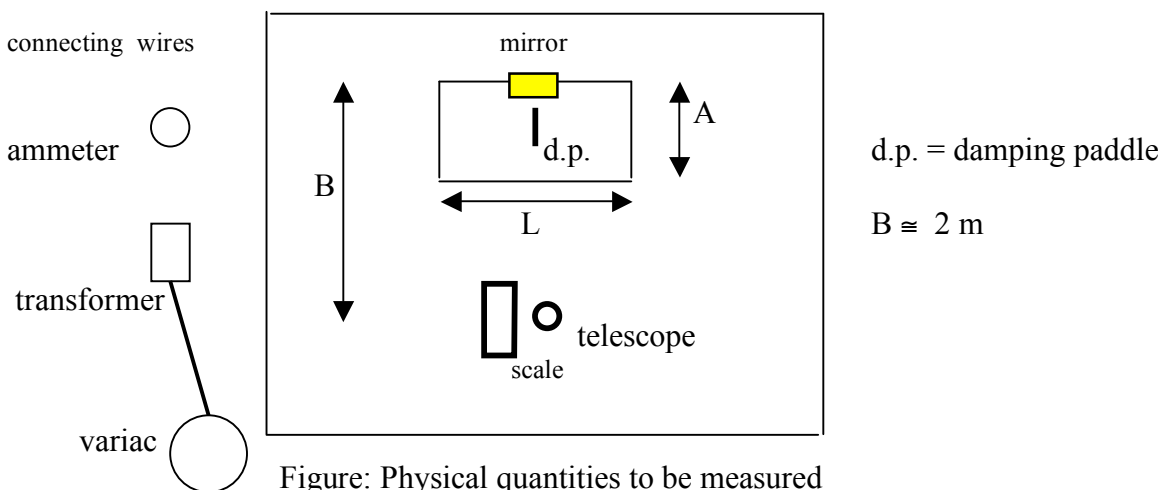 connecting wires
mirror
A
ammeter
d.p.
d.p. = damping paddle
B
L
B ≅ 2 m
transformer
telescope
scale
variac
Figure: Physical quantities to be measured